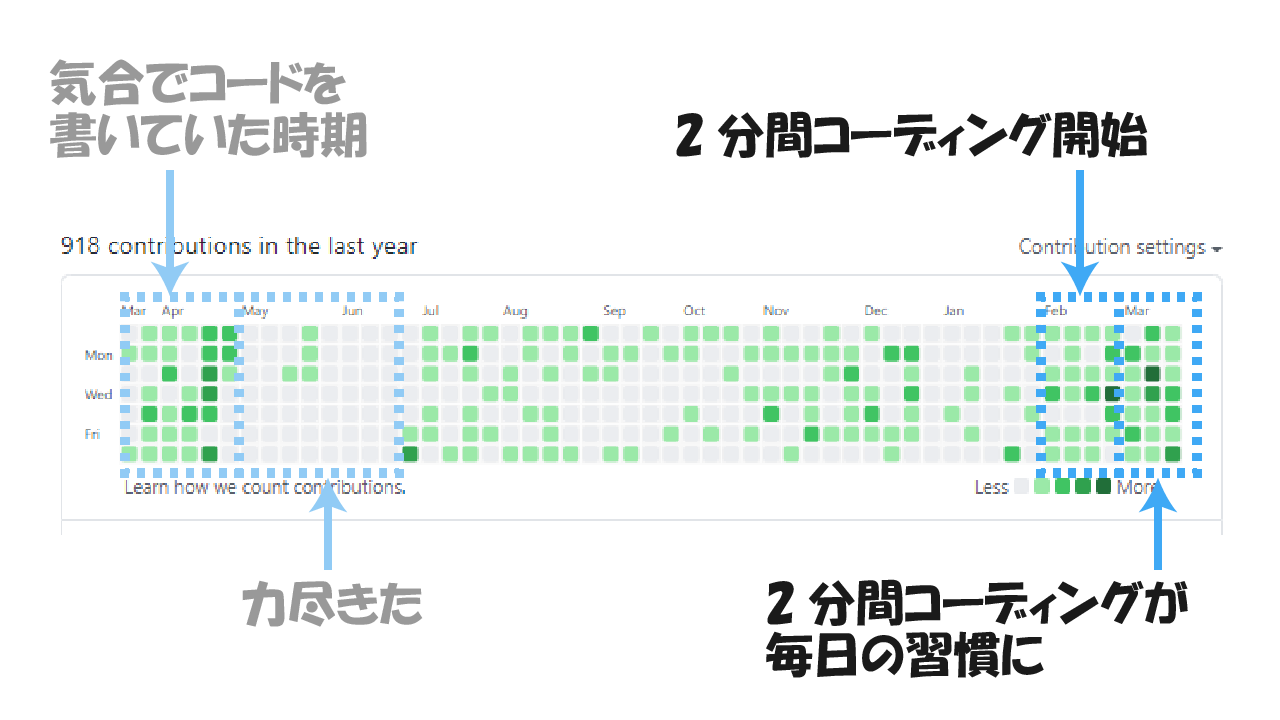 気合でコードを
書いていた時期
2分間コーディング開始
918 contributions in the last year
Contribution settings
Mar Apr May Jun Jul Aug Sep Oct Nov Dec Jan Feb Mar
Mon
Wed
Fri
Learn how we count contributions.
Less More
力尽きた
2分間コーディングが
毎日の習慣に